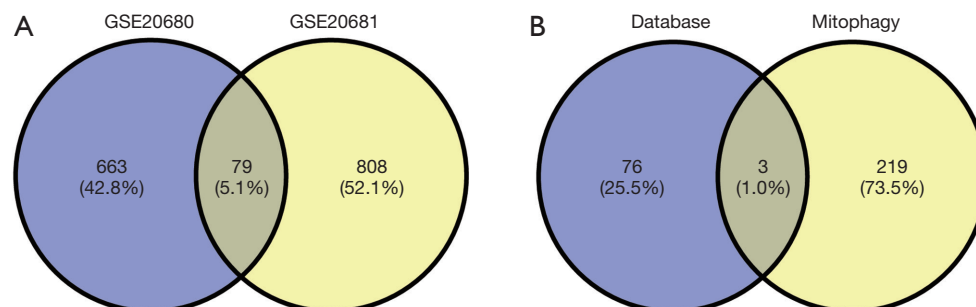 A
GSE20680
GSE20681
663
(42.8%)
79
(5.1%)
808
(52.1%)
B
Database
Mitophagy
76
(25.5%)
3
(1.0%)
219
(73.5%)